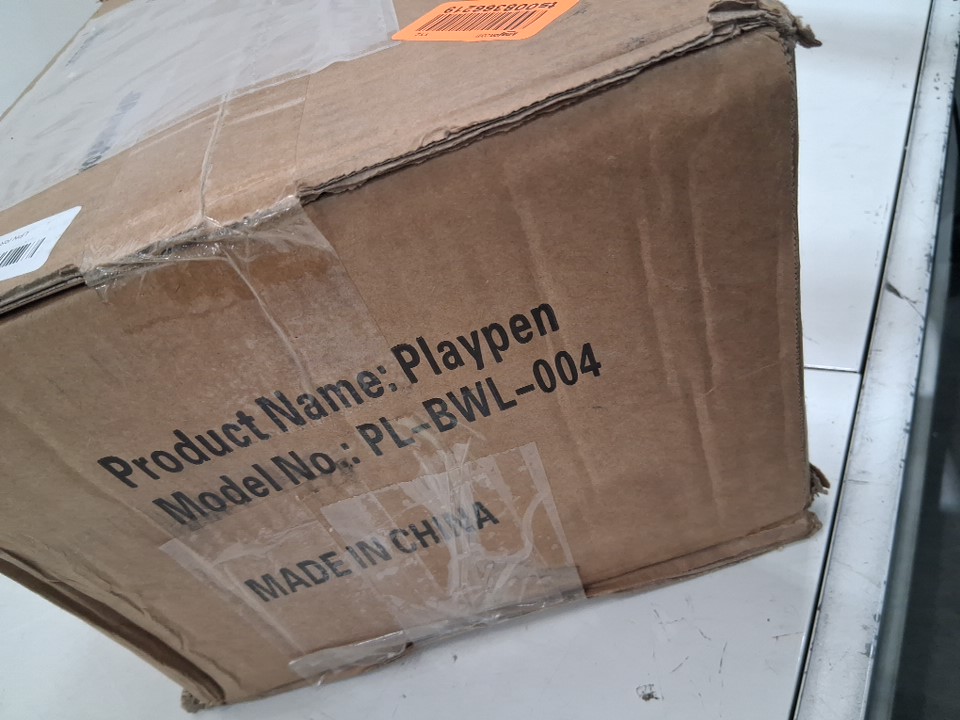 Product Name: Playpen
Model No.: PL-BWL-004
MADE IN CHINA